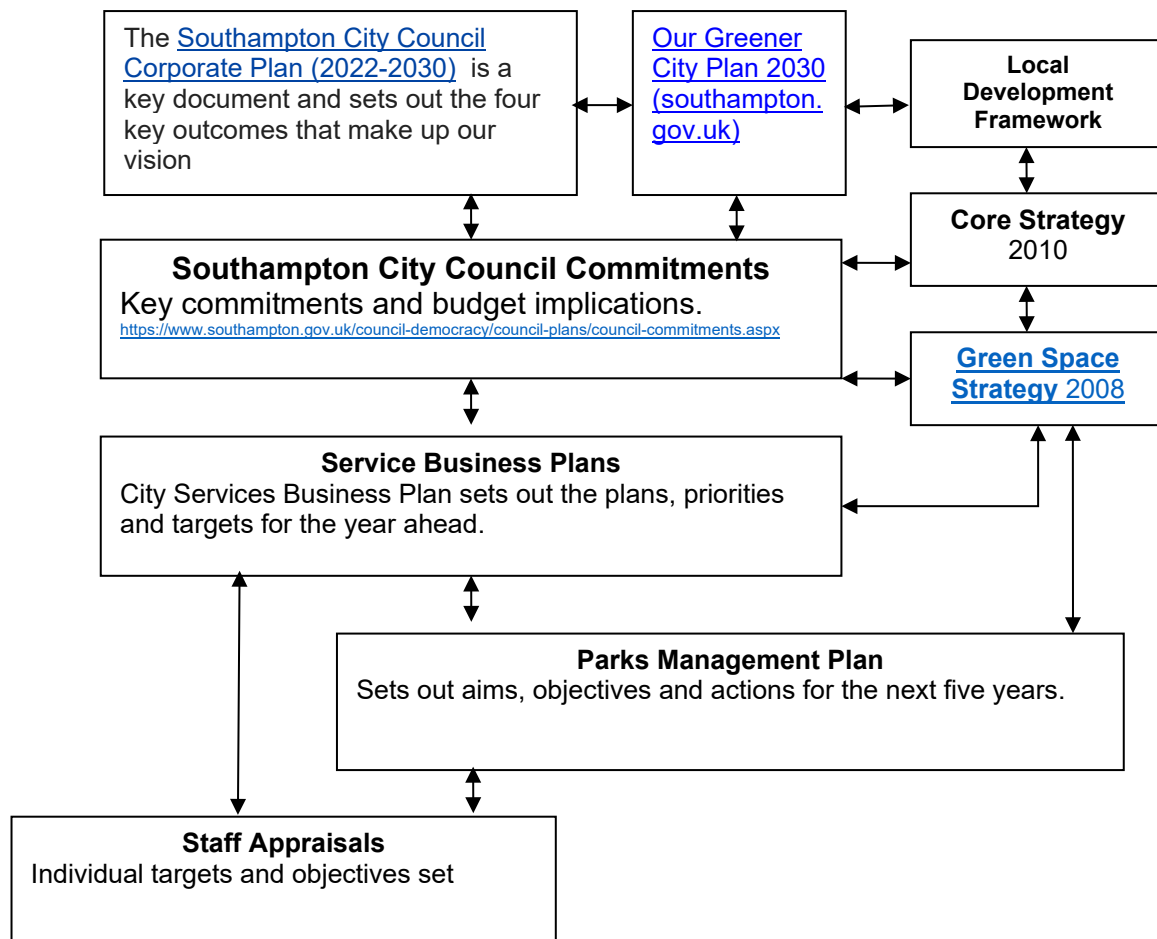 The Southampton City Council
Corporate Plan (2022-2030) is a
key document and sets out the four
key outcomes that make up our
vision
Our Greener
City Plan 2030
(southampton.
gov.uk)
Local
Development
Framework
Southampton City Council Commitments
Key commitments and budget implications.
https://www.southampton.gov.uk/council-democracy/council-plans/council-commitments.aspx
Core Strategy
2010
Green Space
Strategy 2008
Service Business Plans
City Services Business Plan sets out the plans, priorities
and targets for the year ahead.
Parks Management Plan
Sets out aims, objectives and actions for the next five years.
Staff Appraisals
Individual targets and objectives set